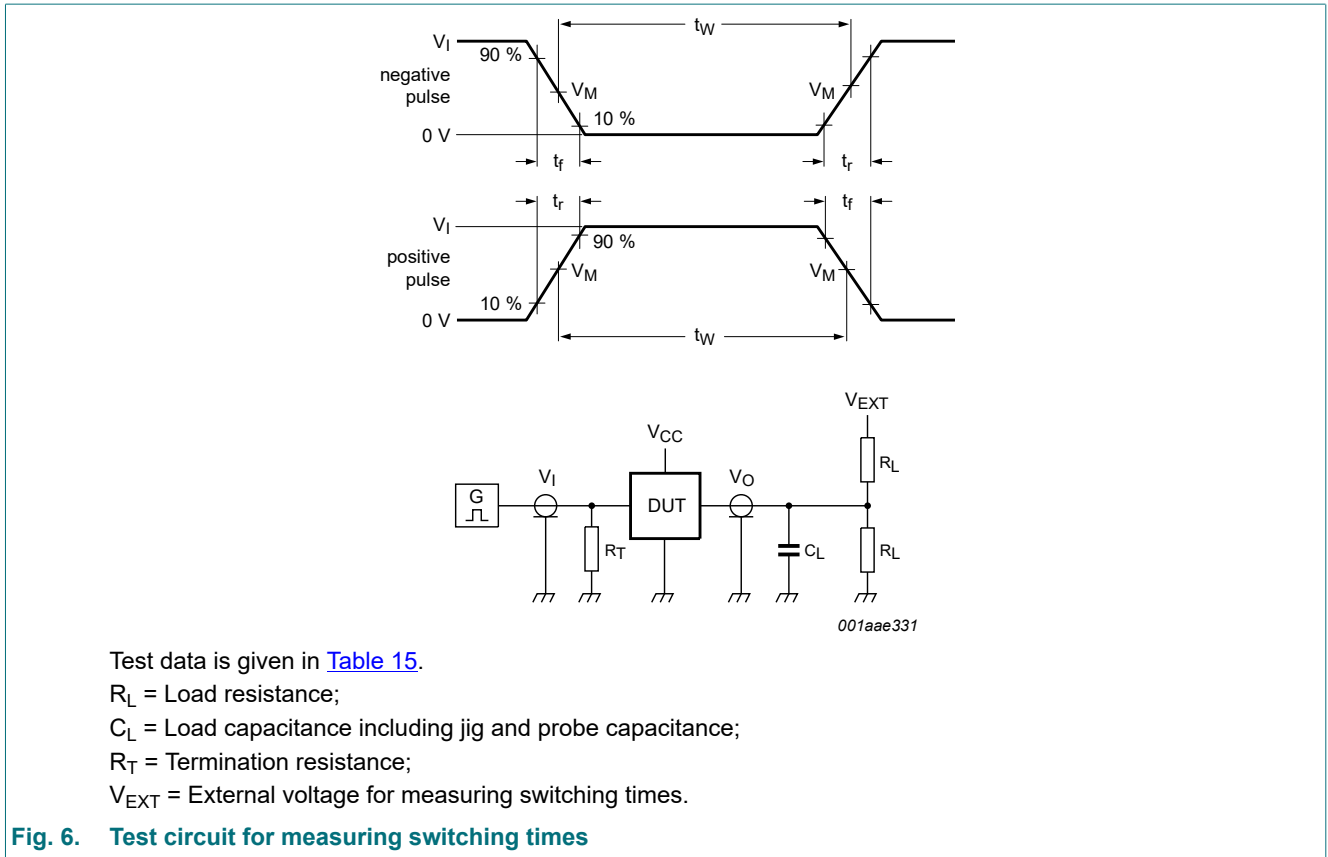 tW
VI
90 %
negative
pulse
VM
VM
10 %
0 V
tf
tr
tr
tf
VI
90 %
positive
pulse
VM
VM
10 %
0 V
tW
VEXT
VCC
RL
VI
VO
G
DUT
RT
CL
RL
001aae331
Test data is given in Table 15.
RL = Load resistance;
CL = Load capacitance including jig and probe capacitance;
RT = Termination resistance;
VEXT = External voltage for measuring switching times.
Fig. 6. Test circuit for measuring switching times